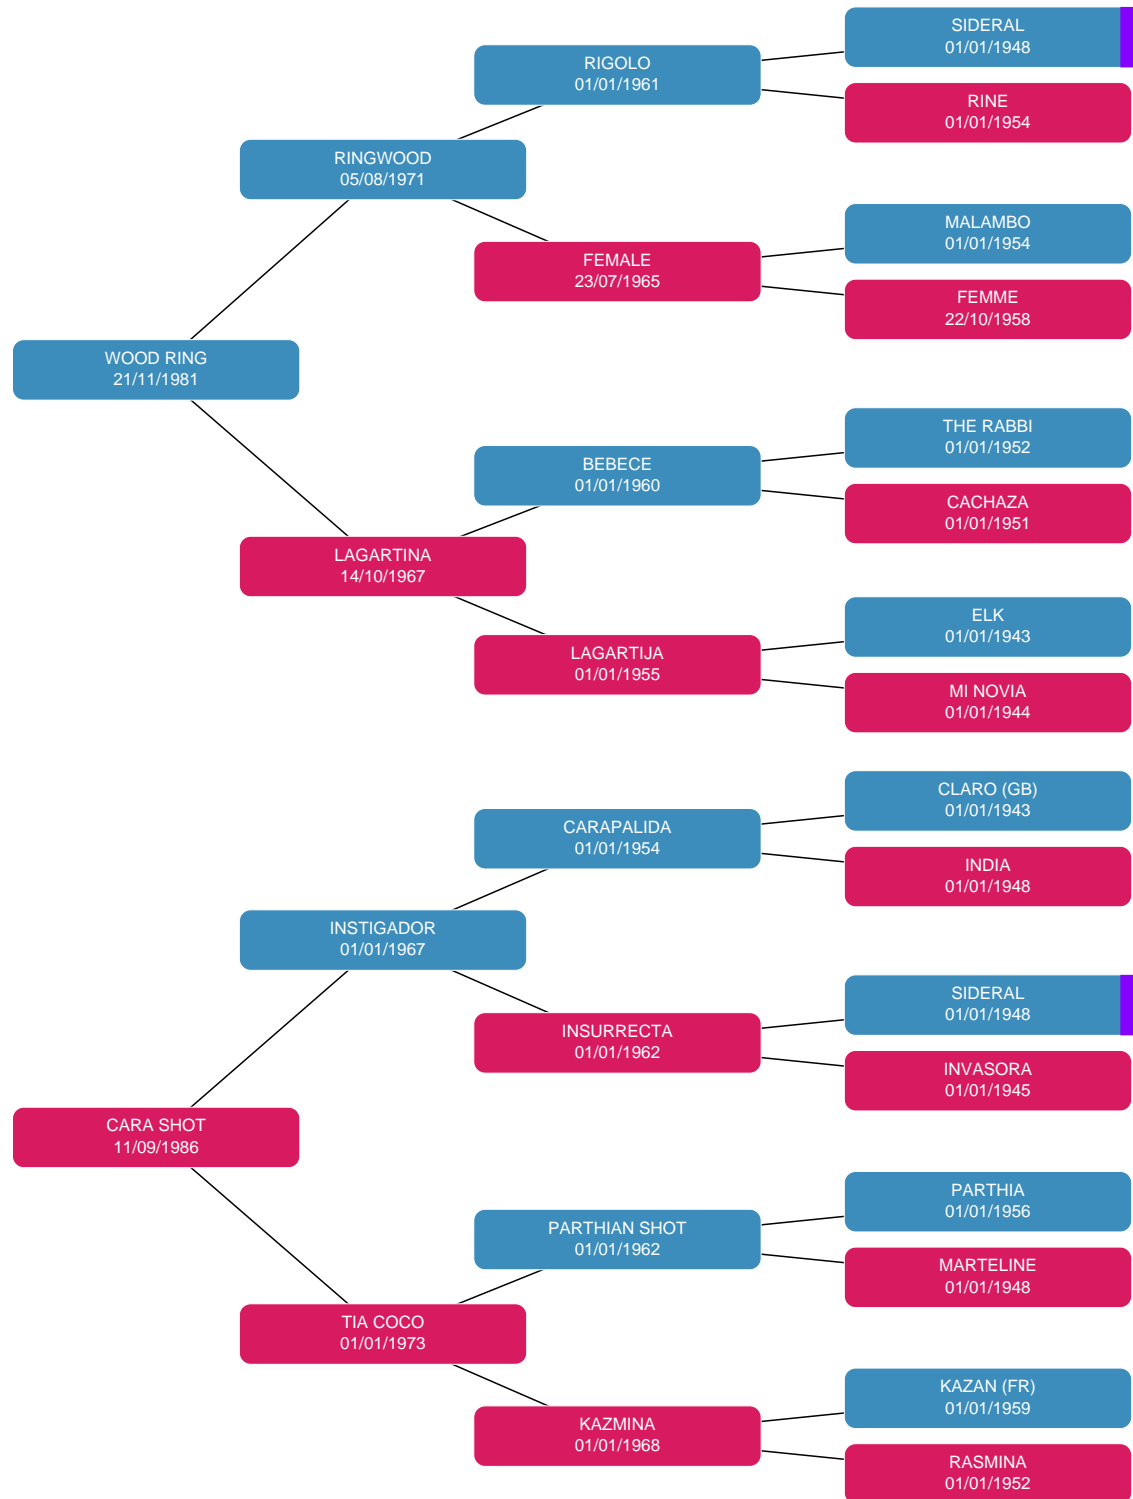 SIDERAL
01/01/1948
RIGOLO
01/01/1961
RINE
01/01/1954
RINGWOOD
05/08/1971
MALAMBO
01/01/1954
FEMALE
23/07/1965
FEMME
22/10/1958
WOOD RING
21/11/1981
THE RABBI
01/01/1952
BEBECE
01/01/1960
CACHAZA
01/01/1951
LAGARTINA
14/10/1967
ELK
01/01/1943
LAGARTIJA
01/01/1955
MI NOVIA
01/01/1944
CLARO (GB)
01/01/1943
CARAPALIDA
01/01/1954
INDIA
01/01/1948
INSTIGADOR
01/01/1967
SIDERAL
01/01/1948
INSURRECTA
01/01/1962
INVASORA
01/01/1945
CARA SHOT
11/09/1986
PARTHIA
01/01/1956
PARTHIAN SHOT
01/01/1962
MARTELINE
01/01/1948
TIA COCO
01/01/1973
KAZAN (FR)
01/01/1959
KAZMINA
01/01/1968
RASMINA
01/01/1952